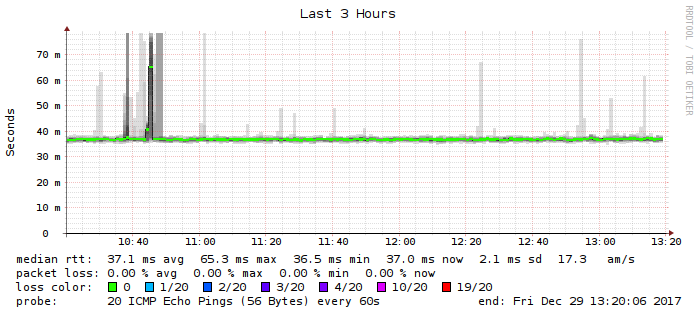 Last 3 Hours
RRDTOOL / TOBI OETIKER
Seconds
70 m
60 m
50 m
40 m
30 m
20 m
10 m
0
10:40 11:00 11:20 11:40 12:00 12:20 12:40 13:00 13:20
median rtt: 37.1 ms avg 65.3 ms max 36.5 ms min 37.0 ms now 2.1 ms sd 17.3 am/s
packet loss: 0.00 % avg 0.00 % max 0.00 % min 0.00 % now
loss color: 0 1/20 2/20 3/20 4/20 10/20 19/20
probe: 20 ICMP Echo Pings (56 Bytes) every 60s end: Fri Dec 29 13:20:06 2017